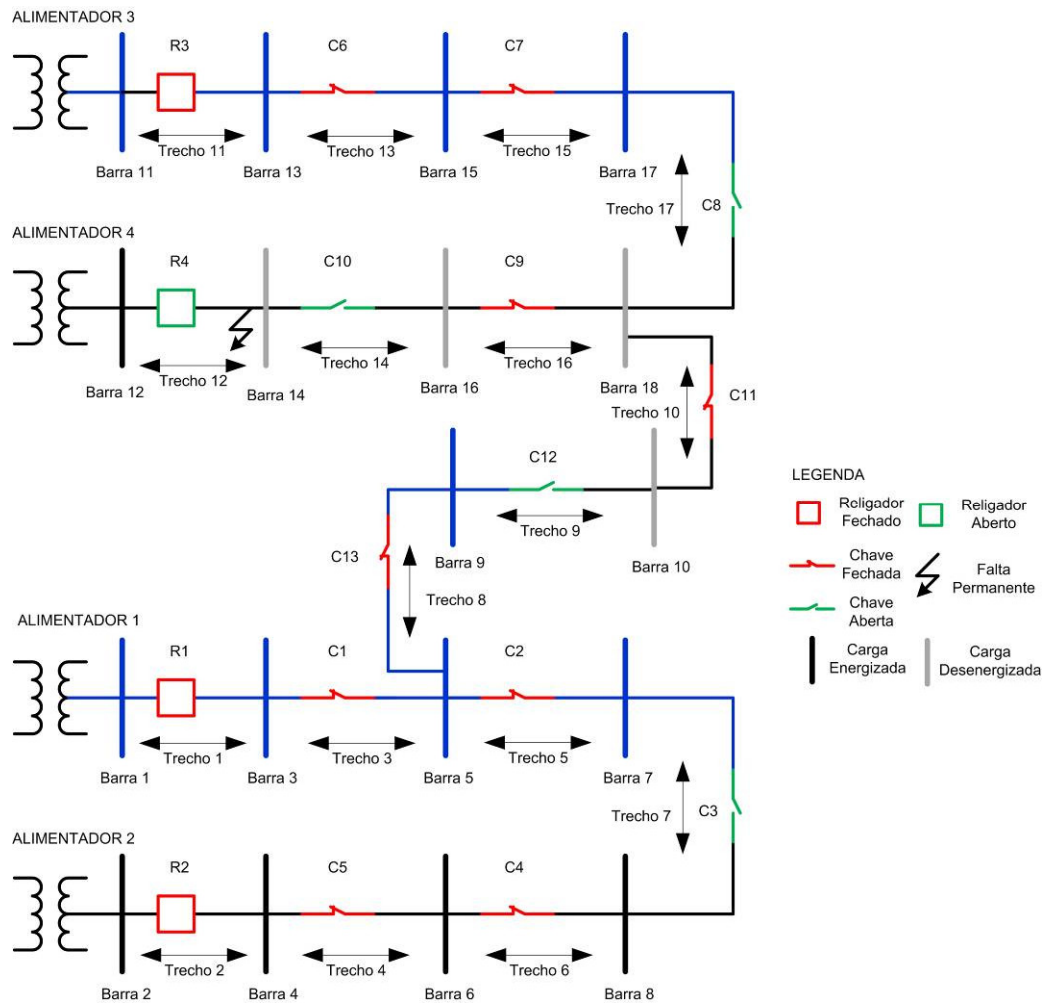 ALIMENTADOR 3
R3
C6
C7
Trecho 11
Trecho 13
Trecho 15
Barra 11
Barra 13
Barra 15
Barra 17
Trecho 17
C8
ALIMENTADOR 4
R4
C10
C9
Trecho 12
Trecho 14
Trecho 16
Barra 12
Barra 14
Barra 16
Barra 18
Trecho 10
C11
C12
Trecho 9
C13
Barra 9
Barra 10
Trecho 8
LEGENDA
Religador
Fechado
Religador
Aberto
Chave
Fechada
Falta
Permanente
Chave
Aberta
Carga
Energizada
Carga
Desenergizada
ALIMENTADOR 1
R1
C1
C2
Trecho 1
Trecho 3
Trecho 5
Barra 1
Barra 3
Barra 5
Barra 7
Trecho 7
C3
ALIMENTADOR 2
R2
C5
C4
Trecho 2
Trecho 4
Trecho 6
Barra 2
Barra 4
Barra 6
Barra 8